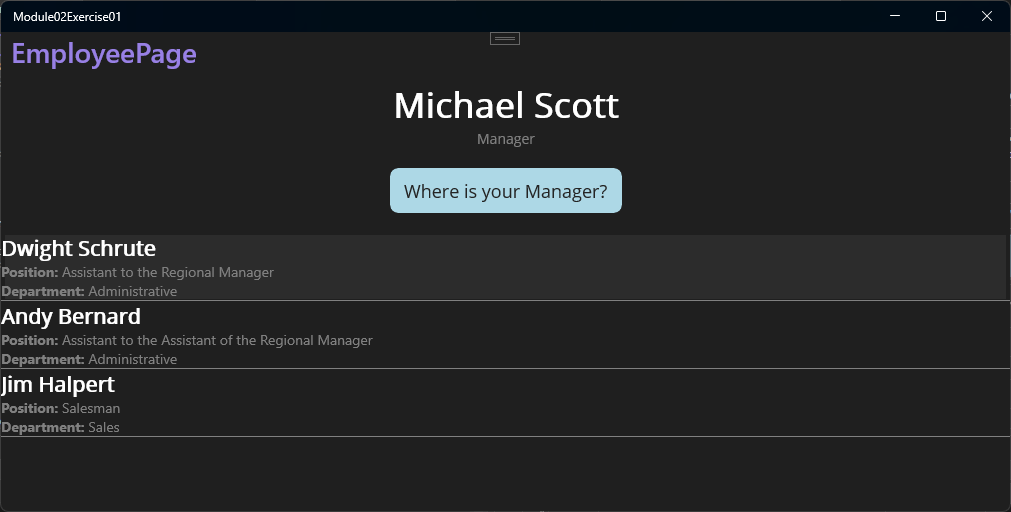 Module02Exercise01
EmployeePage
Michael Scott
Manager
Where is your Manager?
Dwight Schrute
Position: Assistant to the Regional Manager
Department: Administrative
Andy Bernard
Position: Assistant to the Assistant of the Regional Manager
Department: Administrative
Jim Halpert
Position: Salesman
Department: Sales